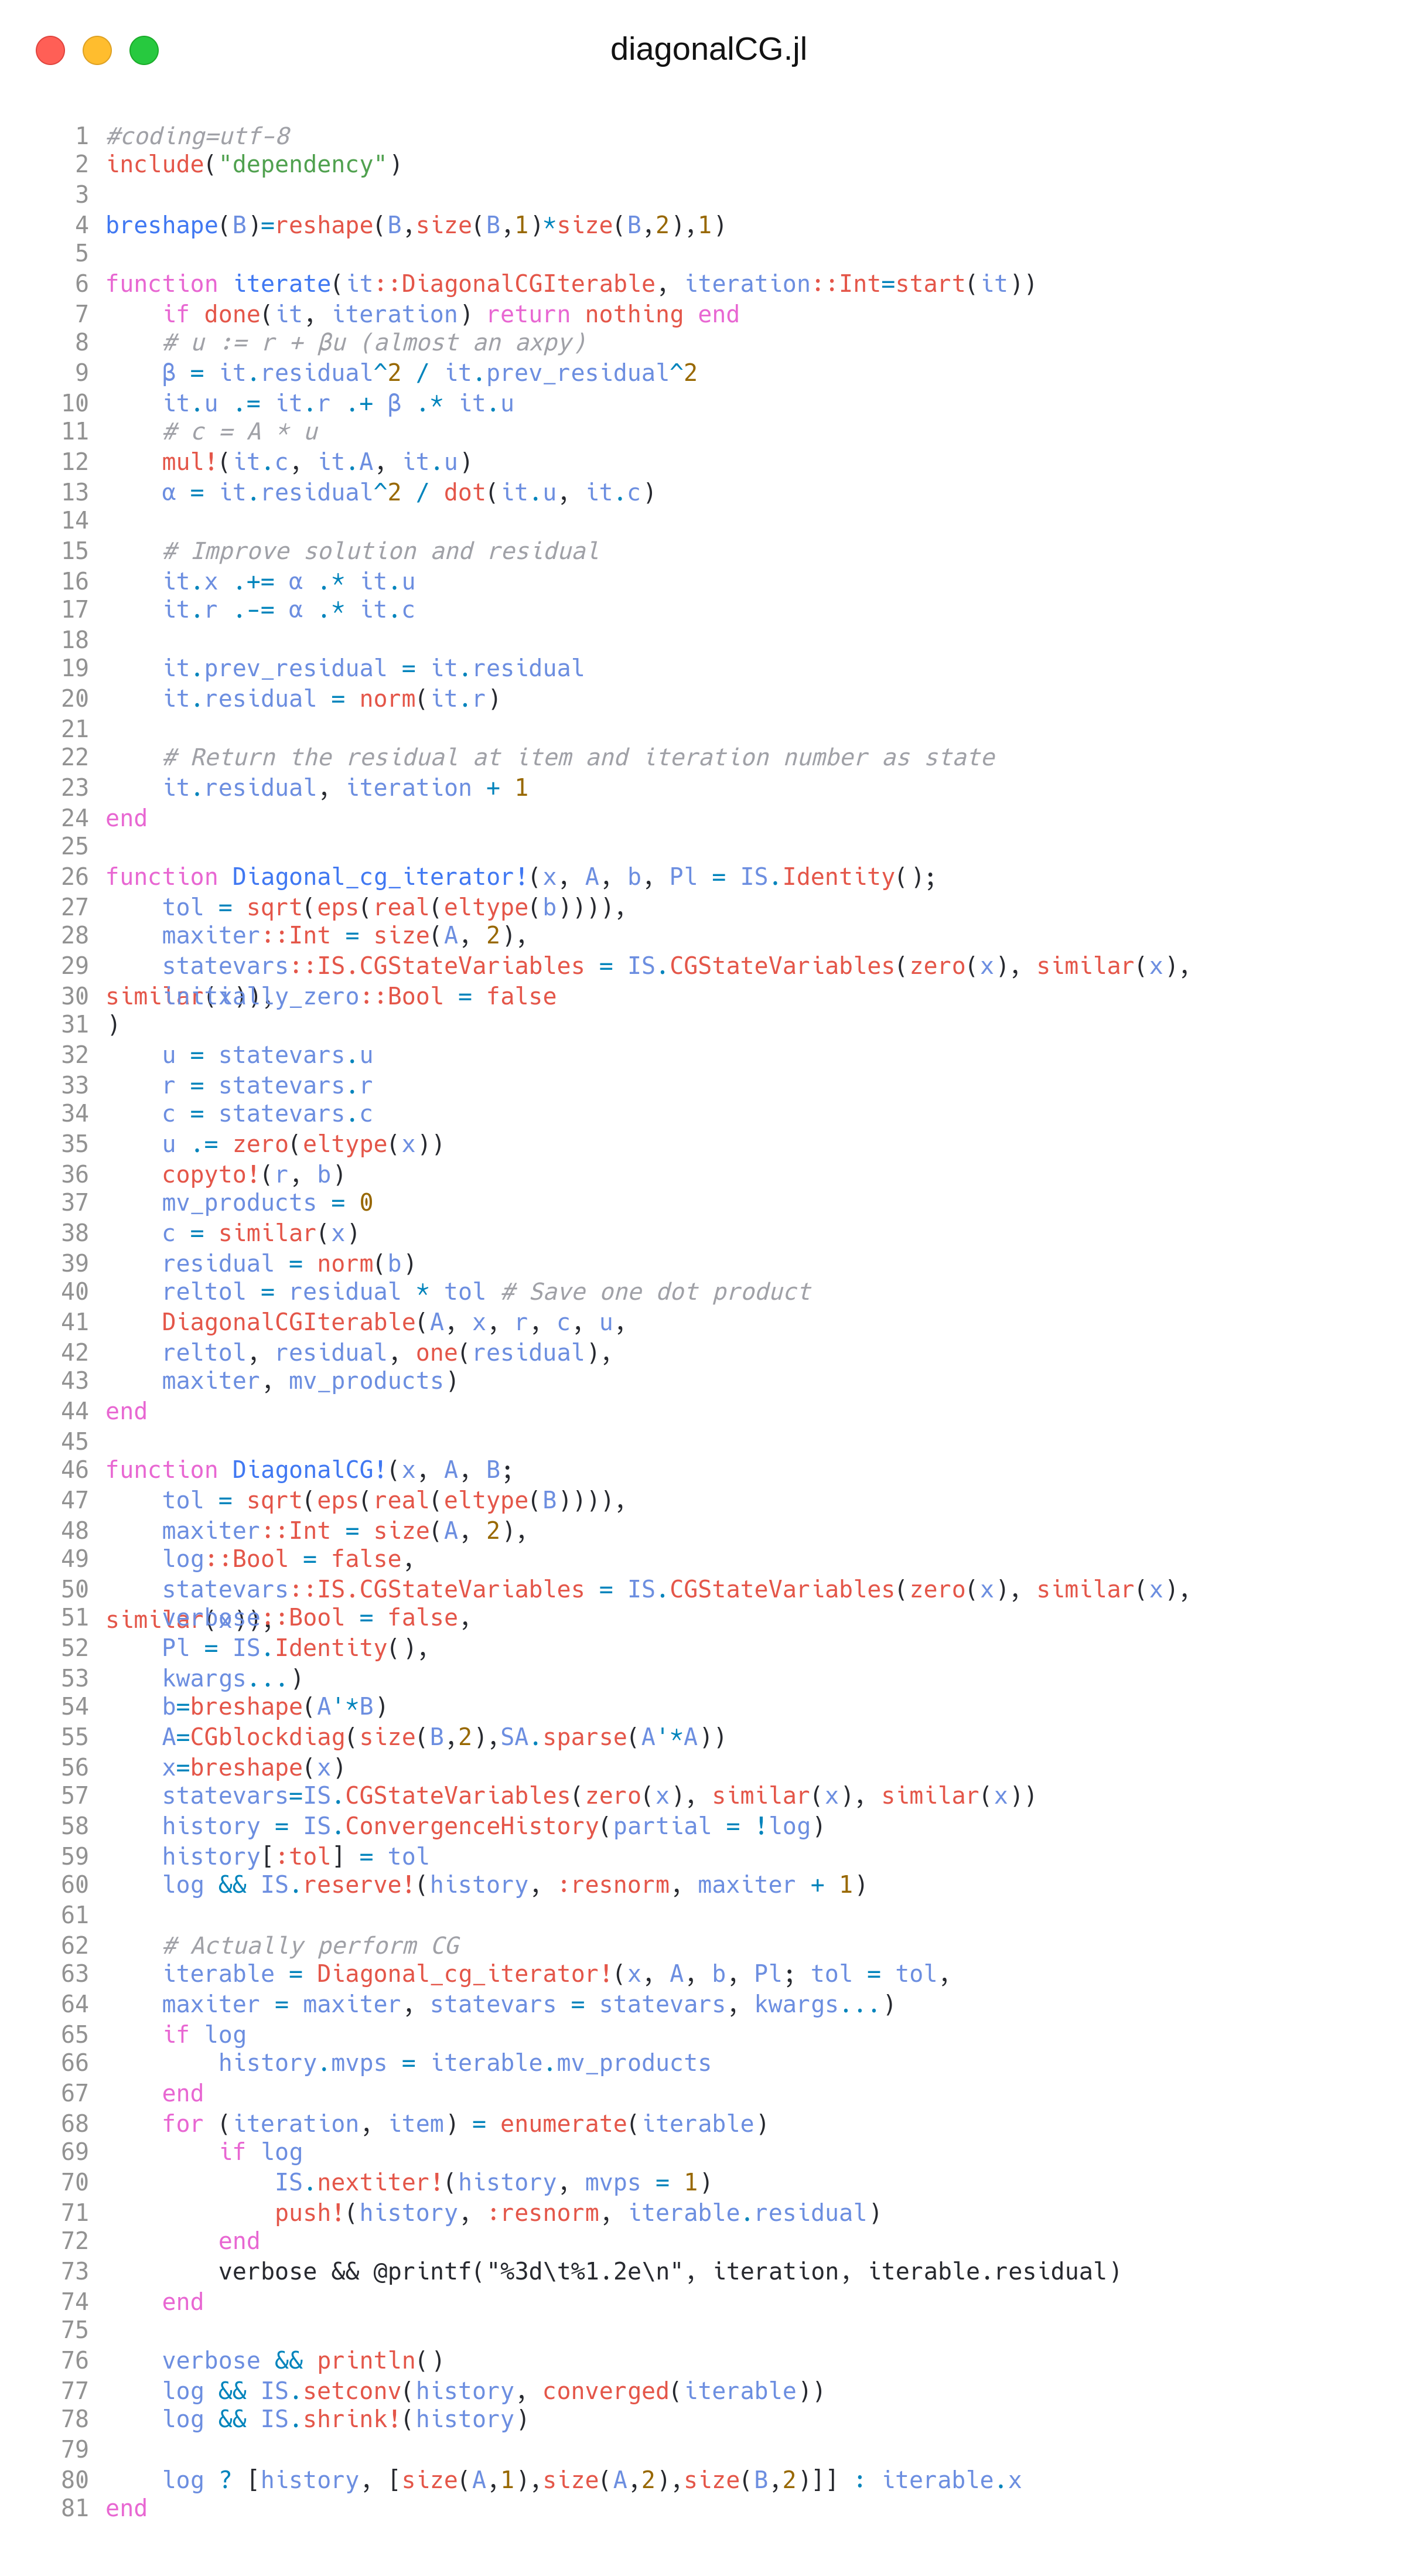 diagonalCG.jl
1 #coding=utf-8
2 include("dependency")
3
4 breshape(B)=reshape(B,size(B,1)*size(B,2),1)
5
6 function iterate(it::DiagonalCGIterable, iteration::Int=start(it))
7     if done(it, iteration) return nothing end
8     # u := r + βu (almost an axpy)
9     β = it.residual^2 / it.prev_residual^2
10     it.u .= it.r .+ β .* it.u
11     # c = A * u
12     mul!(it.c, it.A, it.u)
13     α = it.residual^2 / dot(it.u, it.c)
14
15     # Improve solution and residual
16     it.x .+= α .* it.u
17     it.r .-= α .* it.c
18
19     it.prev_residual = it.residual
20     it.residual = norm(it.r)
21
22     # Return the residual at item and iteration number as state
23     it.residual, iteration + 1
24 end
25
26 function Diagonal_cg_iterator!(x, A, b, Pl = IS.Identity();
27     tol = sqrt(eps(real(eltype(b)))),
28     maxiter::Int = size(A, 2),
29     statevars::IS.CGStateVariables = IS.CGStateVariables(zero(x), similar(x),
similar(x)),
30     initially_zero::Bool = false
31 )
32     u = statevars.u
33     r = statevars.r
34     c = statevars.c
35     u .= zero(eltype(x))
36     copyto!(r, b)
37     mv_products = 0
38     c = similar(x)
39     residual = norm(b)
40     reltol = residual * tol # Save one dot product
41     DiagonalCGIterable(A, x, r, c, u,
42     reltol, residual, one(residual),
43     maxiter, mv_products)
44 end
45
46 function DiagonalCG!(x, A, B;
47     tol = sqrt(eps(real(eltype(B)))),
48     maxiter::Int = size(A, 2),
49     log::Bool = false,
50     statevars::IS.CGStateVariables = IS.CGStateVariables(zero(x), similar(x),
similar(x)),
51     verbose::Bool = false,
52     Pl = IS.Identity(),
53     kwargs...)
54     b=breshape(A'*B)
55     A=CGblockdiag(size(B,2),SA.sparse(A'*A))
56     x=breshape(x)
57     statevars=IS.CGStateVariables(zero(x), similar(x), similar(x))
58     history = IS.ConvergenceHistory(partial = !log)
59     history[:tol] = tol
60     log && IS.reserve!(history, :resnorm, maxiter + 1)
61
62     # Actually perform CG
63     iterable = Diagonal_cg_iterator!(x, A, b, Pl; tol = tol,
64     maxiter = maxiter, statevars = statevars, kwargs...)
65     if log
66         history.mvps = iterable.mv_products
67     end
68     for (iteration, item) = enumerate(iterable)
69         if log
70             IS.nextiter!(history, mvps = 1)
71             push!(history, :resnorm, iterable.residual)
72         end
73         verbose && @printf("%3d\t%1.2e\n", iteration, iterable.residual)
74     end
75
76     verbose && println()
77     log && IS.setconv(history, converged(iterable))
78     log && IS.shrink!(history)
79
80     log ? [history, [size(A,1),size(A,2),size(B,2)]] : iterable.x
81 end